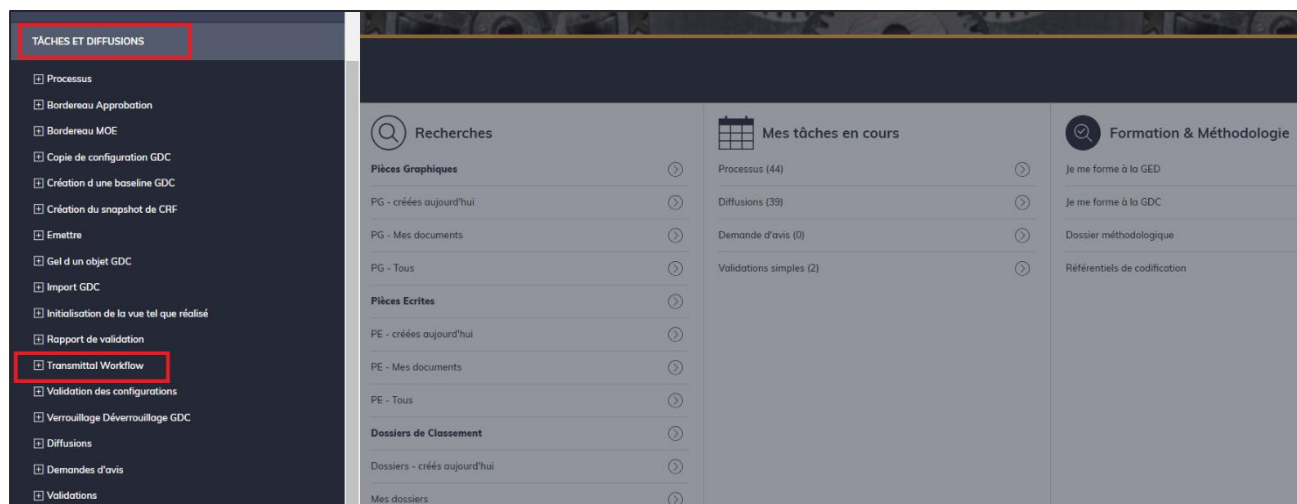 TÂCHES ET DIFFUSIONS
Processus
Bordereau Approbation
Bordereau MOE
Copie de configuration GDC
Création d une baseline GDC
Création du snapshot de CRF
Emettre
Gel d un objet GDC
Import GDC
Initialisation de la vue tel que réalisé
Rapport de validation
Transmittal Workflow
Validation des configurations
Verrouillage Déverrouillage GDC
Diffusions
Demandes d'avis
Validations
Recherches
Pièces Graphiques
PG - créées aujourd'hui
PG - Mes documents
PG - Tous
Pièces Ecrites
PE - créées aujourd'hui
PE - Mes documents
PE - Tous
Dossiers de Classement
Dossiers - créés aujourd'hui
Mes dossiers
Mes tâches en cours
Processus (44)
Diffusions (39)
Demande d'avis (0)
Validations simples (2)
Formation & Méthodologie
Je me forme à la GED
Je me forme à la GDC
Dossier méthodologique
Référentiels de codification